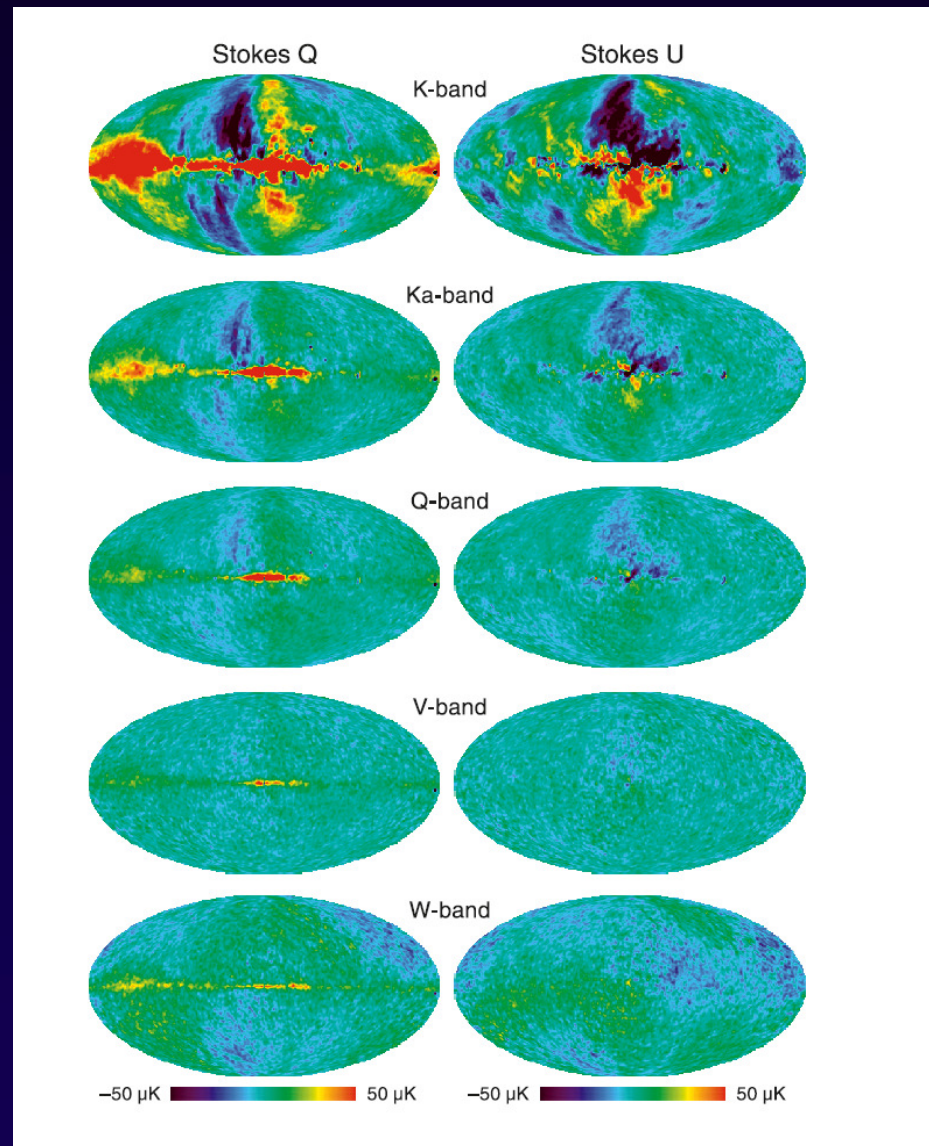 Stokes Q
Stokes U
K-band
Ka-band
Q-band
V-band
W-band
–50 μK
50 μK
–50 μK
50 μK